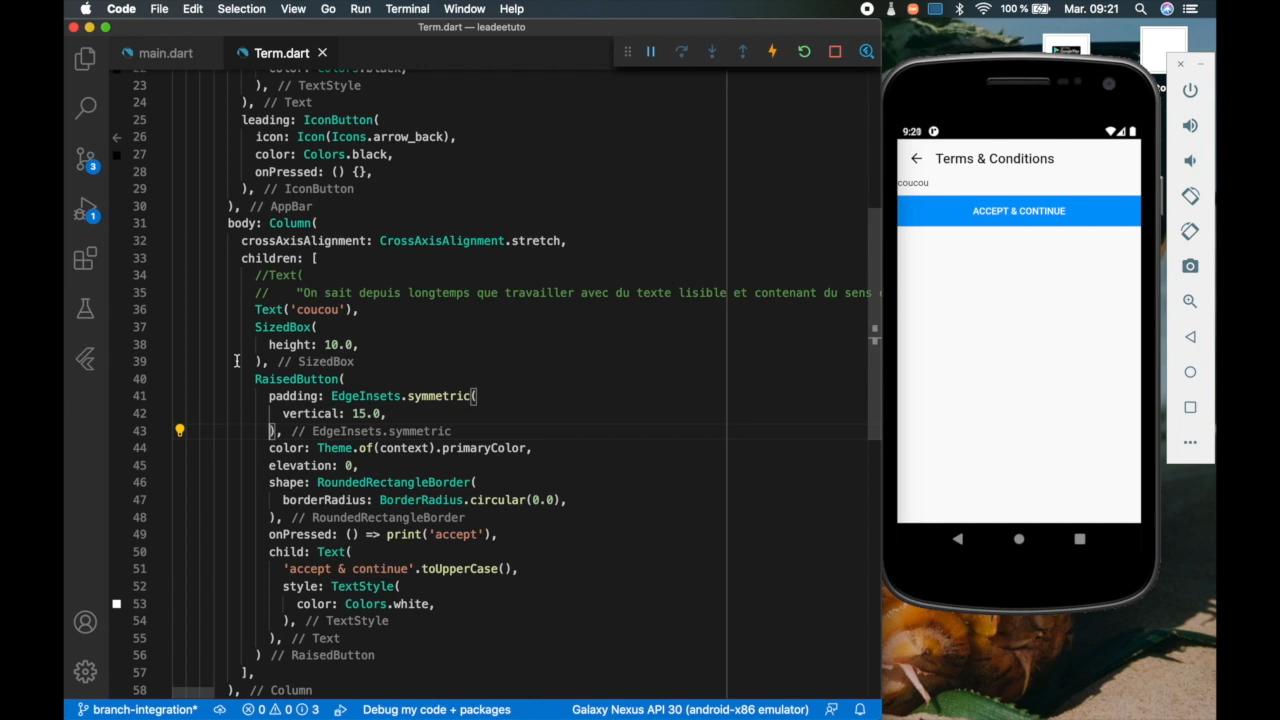 Code File Edit Selection View Go Run Terminal Window Help 100 % Mar. 09:21
Term.dart — leadeetuto
main.dart Term.dart
23 ), // TextStyle
24 ), // Text
25 leading: IconButton(
26 icon: Icon(Icons.arrow_back),
27 color: Colors.black,
28 onPressed: () {},
29 ), // IconButton
30 ), // AppBar
31 body: Column(
32 crossAxisAlignment: CrossAxisAlignment.stretch,
33 children: [
34 //Text(
35 // "On sait depuis longtemps que travailler avec du texte lisible et contenant du sens
36 Text('coucou'),
37 SizedBox(
38 height: 10.0,
39 ), // SizedBox
40 RaisedButton(
41 padding: EdgeInsets.symmetric(
42 vertical: 15.0,
43 ), // EdgeInsets.symmetric
44 color: Theme.of(context).primaryColor,
45 elevation: 0,
46 shape: RoundedRectangleBorder(
47 borderRadius: BorderRadius.circular(0.0),
48 ), // RoundedRectangleBorder
49 onPressed: () => print('accept'),
50 child: Text(
51 'accept & continue'.toUpperCase(),
52 style: TextStyle(
53 color: Colors.white,
54 ), // TextStyle
55 ), // Text
56 ) // RaisedButton
57 ],
58 ), // Column
3
1
branch-integration* 0 0 3 Debug my code + packages Galaxy Nexus API 30 (android-x86 emulator)
Terms & Conditions
coucou
ACCEPT & CONTINUE